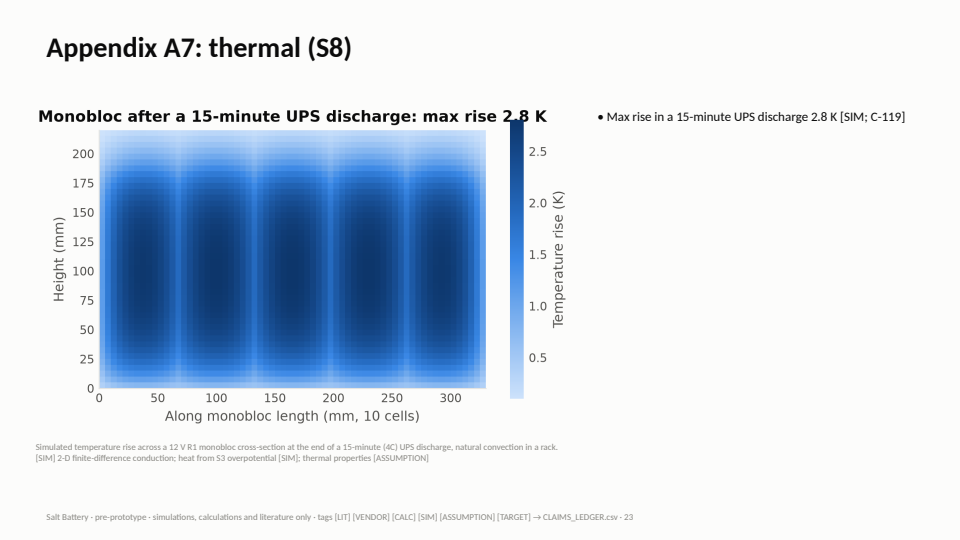 Appendix A7: thermal (S8)
Monobloc after a 15-minute UPS discharge: max rise 2.8 K
• Max rise in a 15-minute UPS discharge 2.8 K [SIM; C-119]
200
175
150
125
100
75
50
25
0
Height (mm)
0 50 100 150 200 250 300
Along monobloc length (mm, 10 cells)
2.5
2.0
1.5
1.0
0.5
Temperature rise (K)
Simulated temperature rise across a 12 V R1 monobloc cross-section at the end of a 15-minute (4C) UPS discharge, natural convection in a rack.
[SIM] 2-D finite-difference conduction; heat from S3 overpotential [SIM]; thermal properties [ASSUMPTION]
Salt Battery - pre-prototype - simulations, calculations and literature only - tags [LIT] [VENDOR] [CALC] [SIM] [ASSUMPTION] [TARGET] → CLAIMS_LEDGER.csv - 23